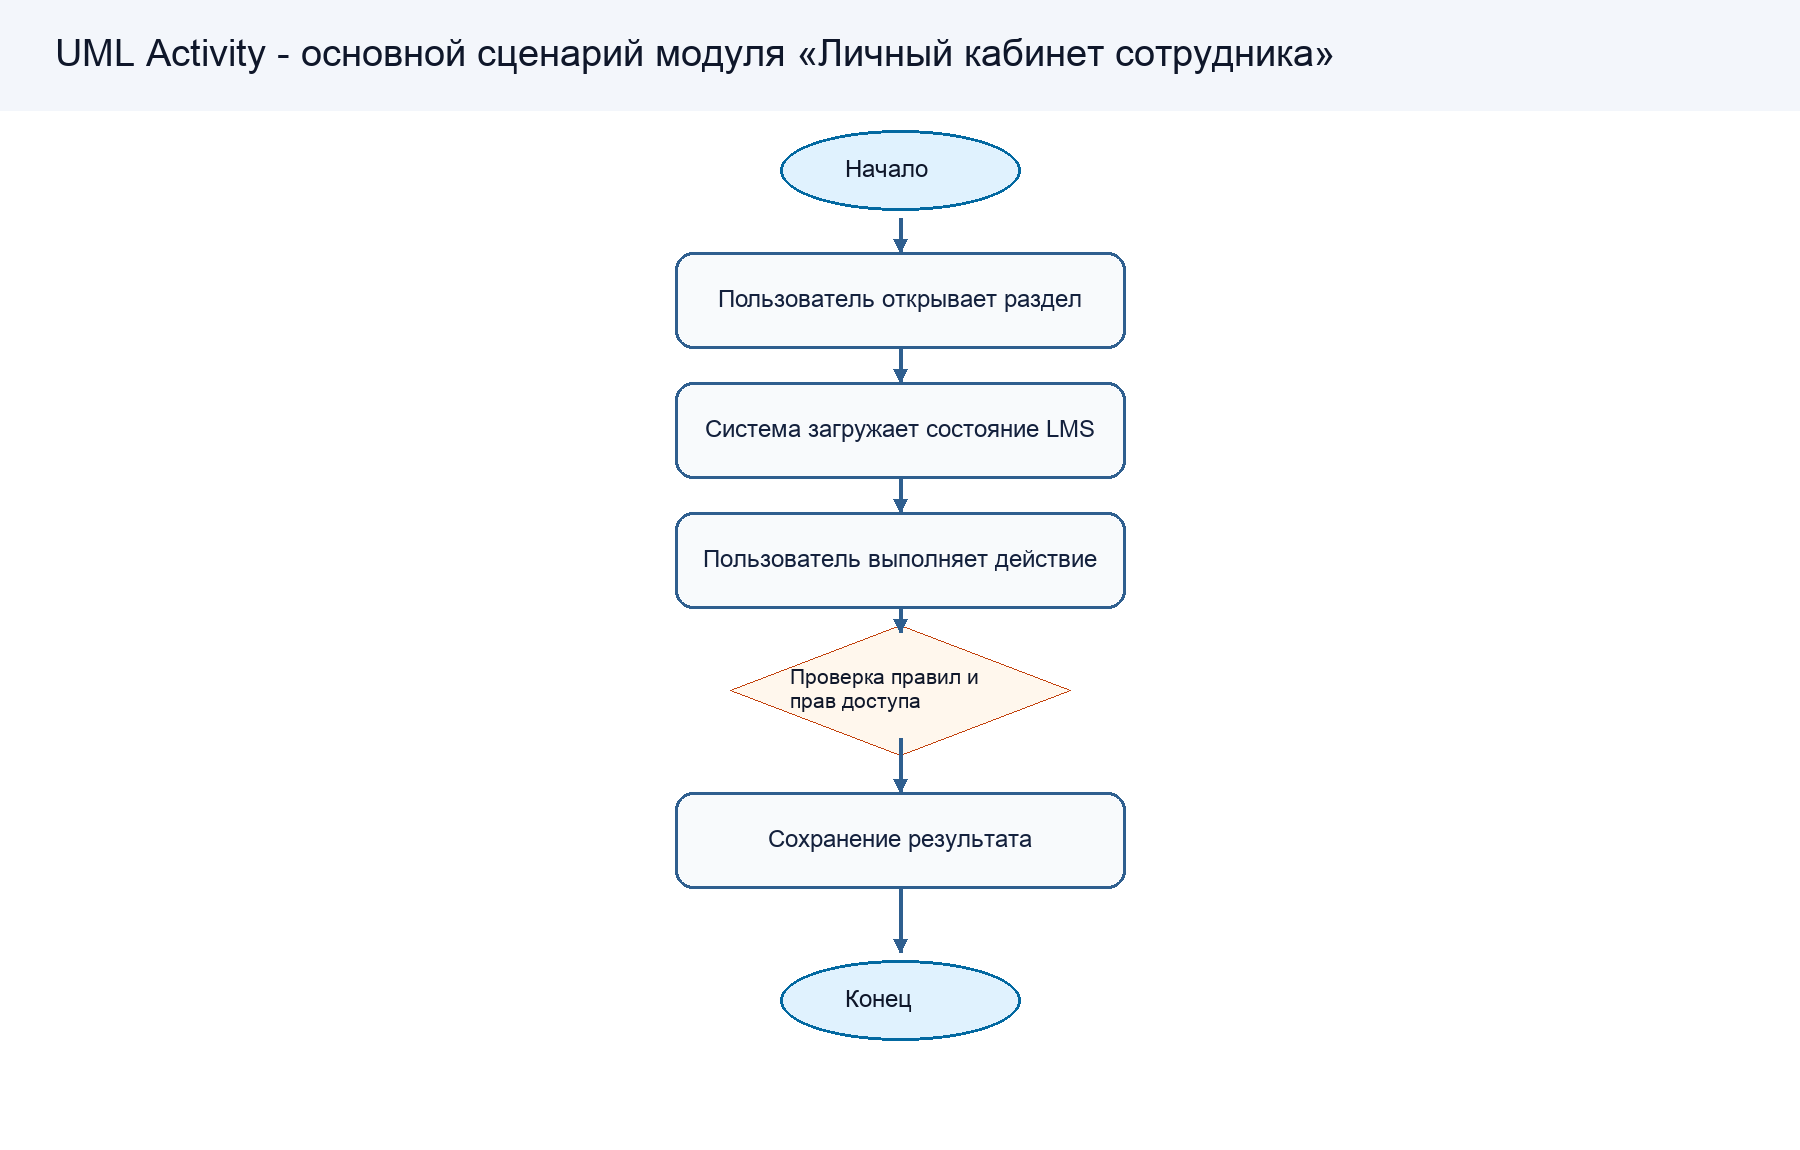 UML Activity - основной сценарий модуля «Личный кабинет сотрудника»
Начало
Пользователь открывает раздел
Система загружает состояние LMS
Пользователь выполняет действие
Проверка правил и
прав доступа
Сохранение результата
Конец